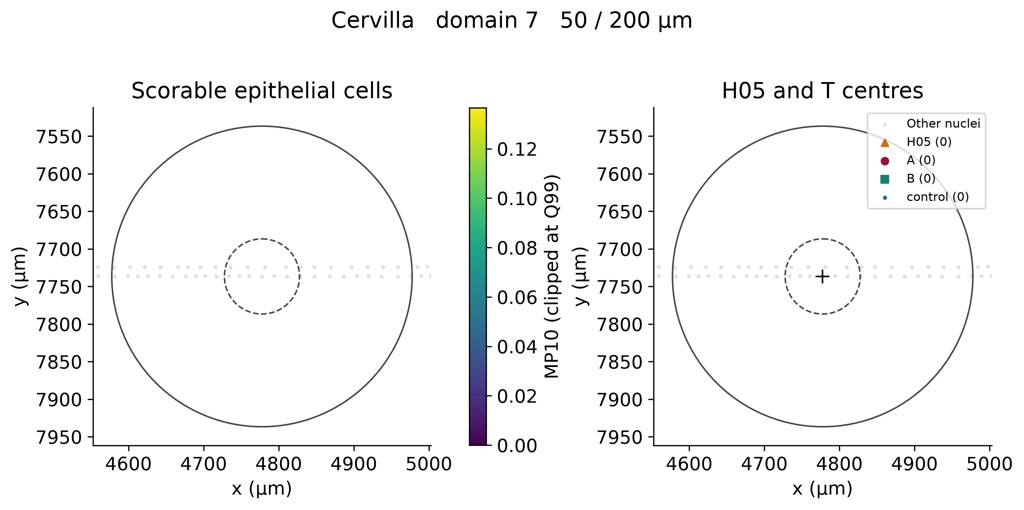 Cervilla   domain 7   50 / 200 μm
Scorable epithelial cells
7550
7600
7650
7700
7750
7800
7850
7900
7950
y (μm)
4600
4700
4800
4900
5000
x (μm)
0.12
0.10
0.08
0.06
0.04
0.02
0.00
MP10 (clipped at Q99)
H05 and T centres
7550
7600
7650
7700
7750
7800
7850
7900
7950
y (μm)
4600
4700
4800
4900
5000
x (μm)
Other nuclei
H05 (0)
A (0)
B (0)
control (0)